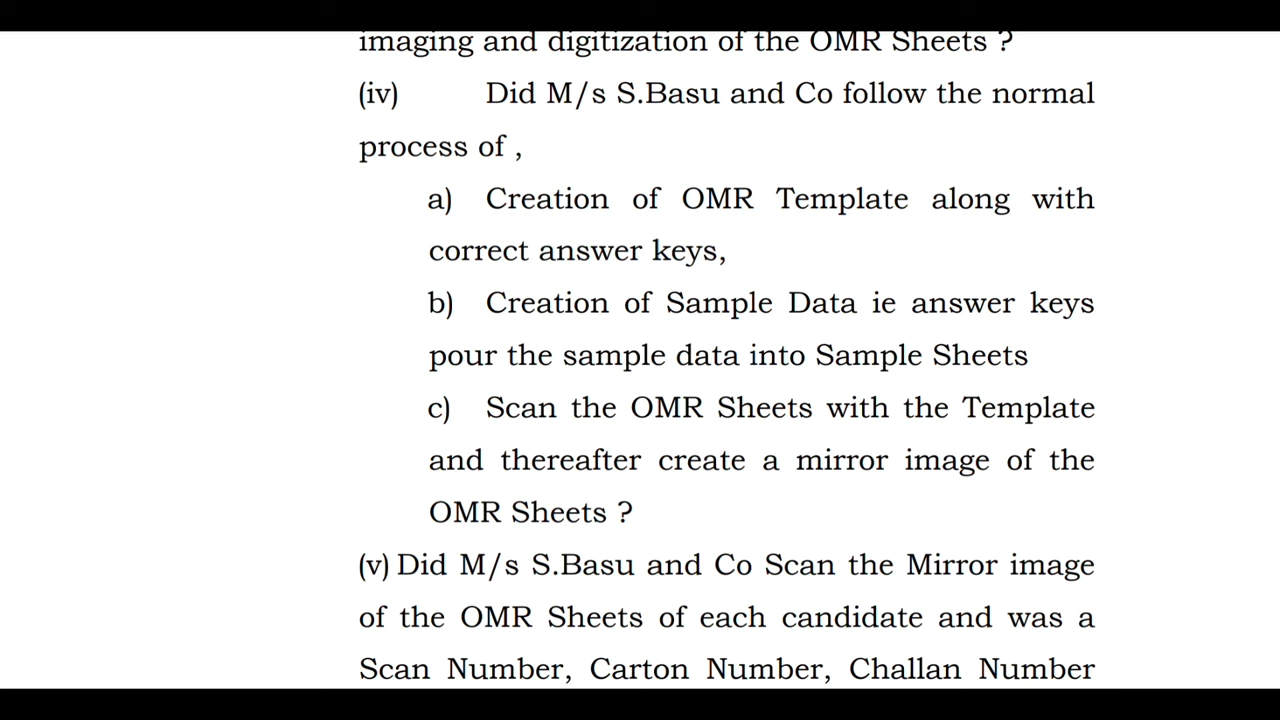 imaging and digitization of the OMR Sheets ?
(iv) Did M/s S.Basu and Co follow the normal
process of ,
a) Creation of OMR Template along with
correct answer keys,
b) Creation of Sample Data ie answer keys
pour the sample data into Sample Sheets
c) Scan the OMR Sheets with the Template
and thereafter create a mirror image of the
OMR Sheets ?
(v) Did M/s S.Basu and Co Scan the Mirror image
of the OMR Sheets of each candidate and was a
Scan Number, Carton Number, Challan Number